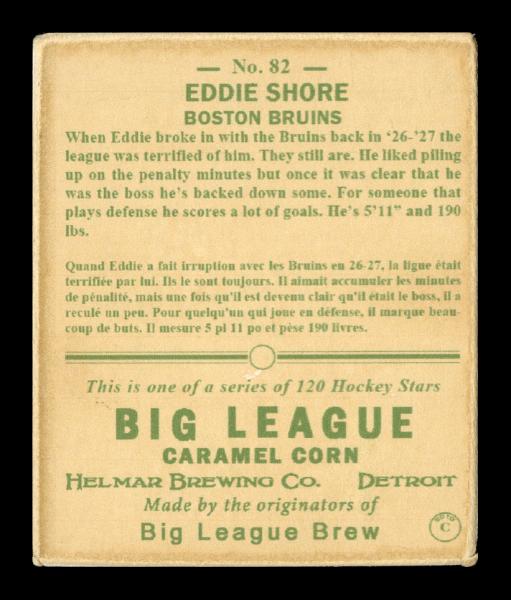 — No. 82 —
EDDIE SHORE
BOSTON BRUINS
When Eddie broke in with the Bruins back in ‘26-’27 the
league was terrified of him. They still are. He liked piling
up on the penalty minutes but once it was clear that he
was the boss he's backed down some. For someone that
plays defense he scores a lot of goals. He's 5'11” and 190
lbs.
Quand Eddie a fait irruption avec les Bruins en 26-27, la ligue était
terrifiée par lui. Ils le sont toujours. Il aimait accumuler les minutes
de pénalité, mais une fois qu'il est devenu clair qu'il était le boss, il a
reculé un peu. Pour quelqu'un qui joue en défense, il marque beau-
coup de buts. Il mesure 5 pi 11 po et pèse 190 livres.
This is one of a series of 120 Hockey Stars
BIG LEAGUE
CARAMEL CORN
HELMAR BREWING CO. DETROIT
Made by the originators of
Big League Brew
C